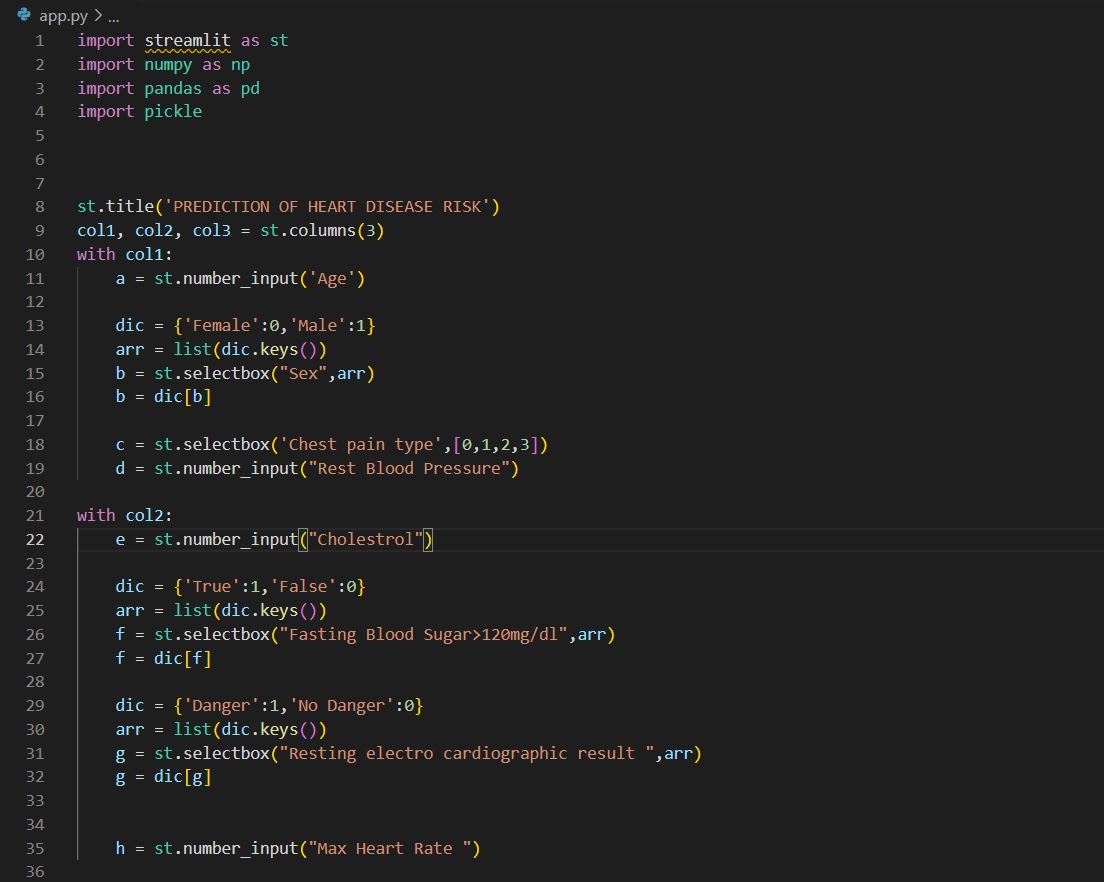 app.py > ...
1 import streamlit as st
2 import numpy as np
3 import pandas as pd
4 import pickle
5
6
7
8 st.title('PREDICTION OF HEART DISEASE RISK')
9 col1, col2, col3 = st.columns(3)
10 with col1:
11     a = st.number_input('Age')
12
13     dic = {'Female':0,'Male':1}
14     arr = list(dic.keys())
15     b = st.selectbox("Sex",arr)
16     b = dic[b]
17
18     c = st.selectbox('Chest pain type',[0,1,2,3])
19     d = st.number_input("Rest Blood Pressure")
20
21 with col2:
22     e = st.number_input("Cholestrol")
23
24     dic = {'True':1,'False':0}
25     arr = list(dic.keys())
26     f = st.selectbox("Fasting Blood Sugar>120mg/dl",arr)
27     f = dic[f]
28
29     dic = {'Danger':1,'No Danger':0}
30     arr = list(dic.keys())
31     g = st.selectbox("Resting electro cardiographic result ",arr)
32     g = dic[g]
33
34
35     h = st.number_input("Max Heart Rate ")
36